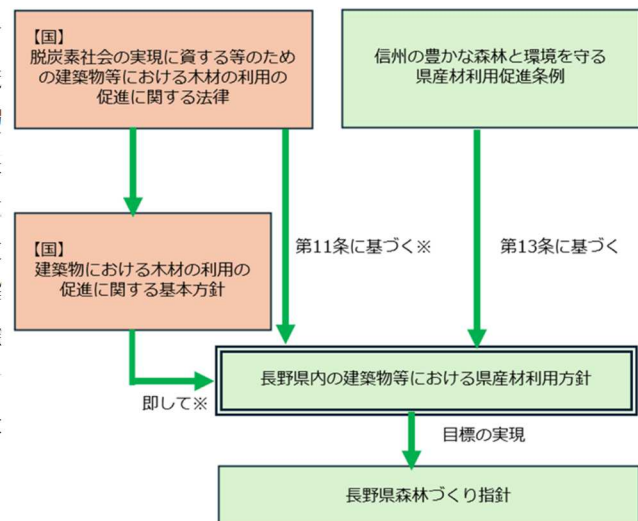 【国】
脱炭素社会の実現に資する等のため
の建築物等における木材の利用の
促進に関する法律
信州の豊かな森林と環境を守る
県産材利用促進条例
【国】
建築物における木材の利用の
促進に関する基本方針
第11条に基づく※
第13条に基づく
即して※
長野県内の建築物等における県産材利用方針
目標の実現
長野県森林づくり指針